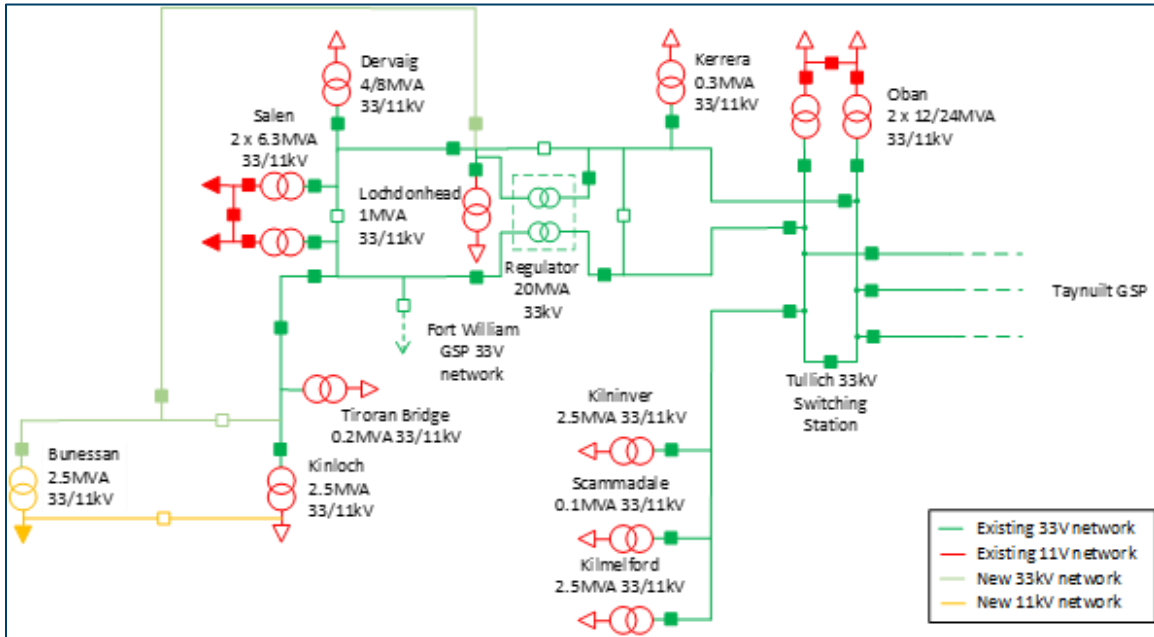 Dervaig
4/8MVA
33/11kV
Kerrera
0.3MVA
33/11kV
Oban
2 x 12/24MVA
33/11kV
Salen
2 x 6.3MVA
33/11kV
Lochdonhead
1MVA
33/11kV
Regulator
20MVA
33kV
Taynuilt GSP
Fort William
GSP 33V
network
Tullich 33kV
Switching
Station
Tiroran Bridge
0.2MVA 33/11kV
Kilninver
2.5MVA 33/11kV
Bunessan
2.5MVA
33/11kV
Kinloch
2.5MVA
33/11kV
Scammadale
0.1MVA 33/11kV
Kilmelford
2.5MVA 33/11kV
Existing 33V network
Existing 11V network
New 33kV network
New 11kV network